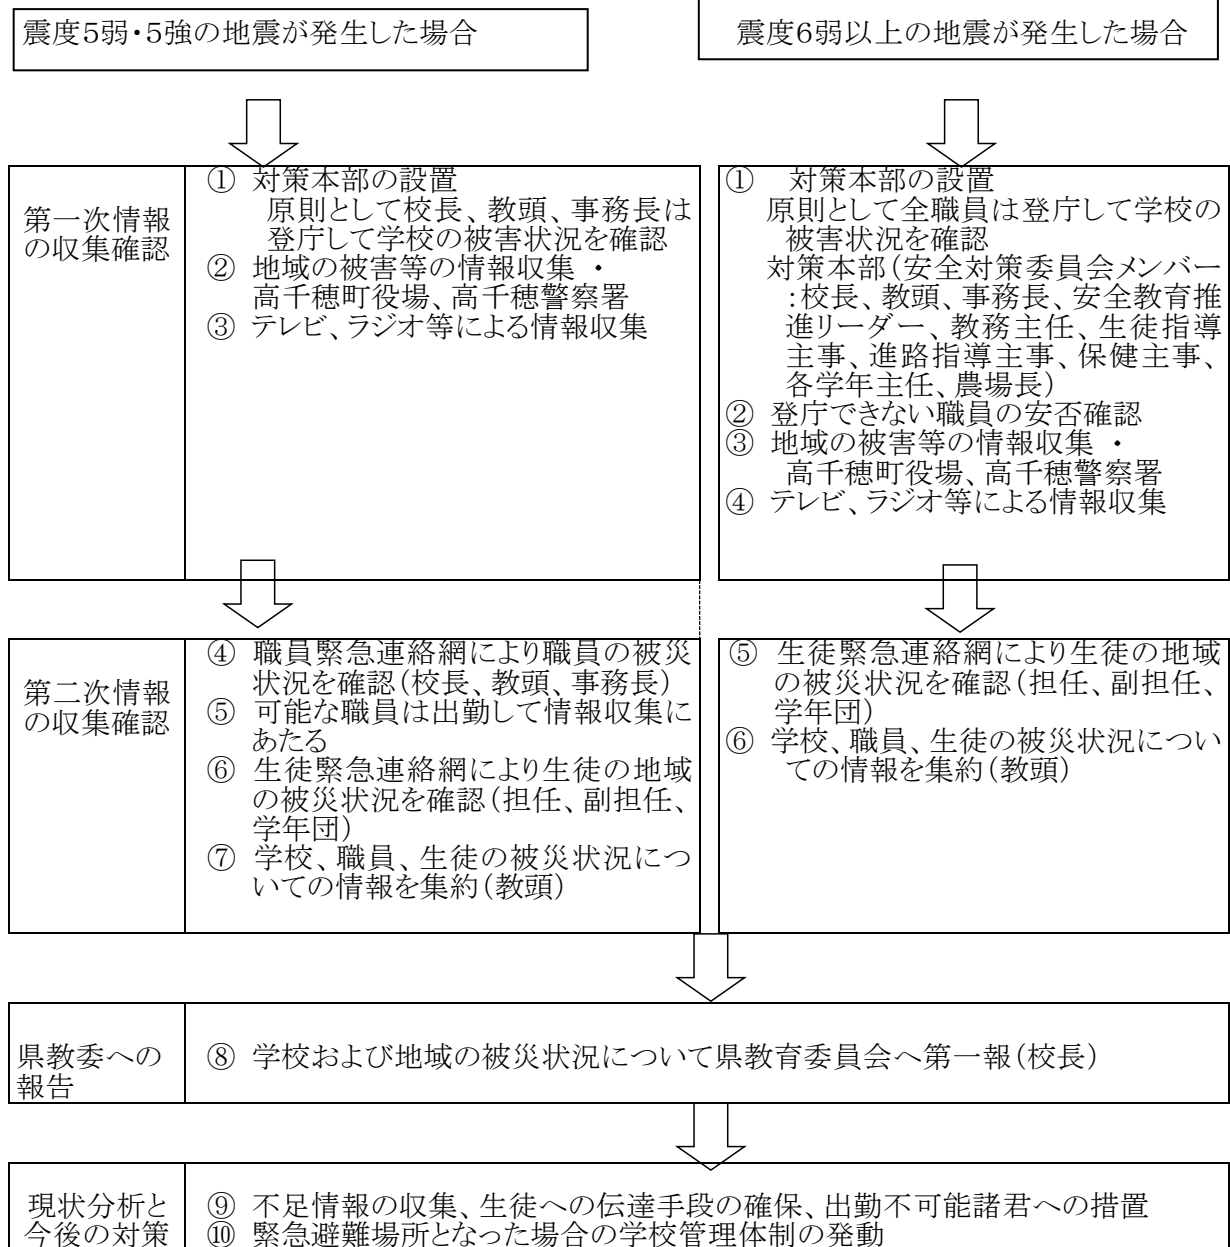 震度5弱・5強の地震が発生した場合
震度6弱以上の地震が発生した場合
第一次情報
の収集確認
① 対策本部の設置
原則として校長、教頭、事務長は
登庁して学校の被害状況を確認
② 地域の被害等の情報収集 ・
高千穂町役場、高千穂警察署
③ テレビ、ラジオ等による情報収集
① 対策本部の設置
原則として全職員は登庁して学校の
被害状況を確認
対策本部(安全対策委員会メンバー
:校長、教頭、事務長、安全教育推
進リーダー、教務主任、生徒指導
主事、進路指導主事、保健主事、
各学年主任、農場長)
② 登庁できない職員の安否確認
③ 地域の被害等の情報収集 ・
高千穂町役場、高千穂警察署
④ テレビ、ラジオ等による情報収集
第二次情報
の収集確認
④ 職員緊急連絡網により職員の被災
状況を確認(校長、教頭、事務長)
⑤ 可能な職員は出勤して情報収集に
あたる
⑥ 生徒緊急連絡網により生徒の地域
の被災状況を確認(担任、副担任、
学年団)
⑦ 学校、職員、生徒の被災状況につ
いての情報を集約(教頭)
⑤ 生徒緊急連絡網により生徒の地域
の被災状況を確認(担任、副担任、
学年団)
⑥ 学校、職員、生徒の被災状況につい
ての情報を集約(教頭)
県教委への
報告
⑧ 学校および地域の被災状況について県教育委員会へ第一報(校長)
現状分析と
今後の対策
⑨ 不足情報の収集、生徒への伝達手段の確保、出勤不可能諸君への措置
⑩ 緊急避難場所となった場合の学校管理体制の発動